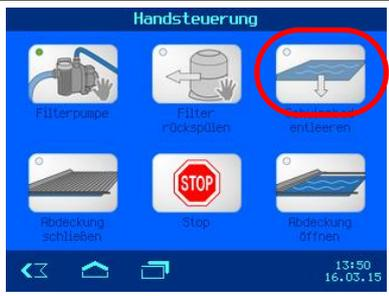 Handsteuerung
Filterpumpe
Filter
rückspülen
Schwimmbad
entleeren
Abdeckung
schließen
STOP
Stop
Abdeckung
öffnen
13:50
16.03.15